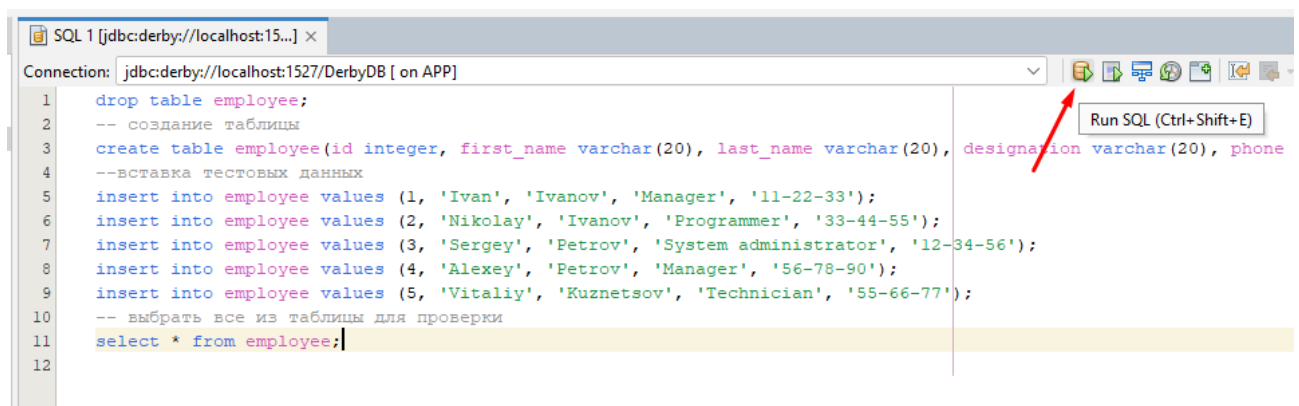 SQL 1 [jdbc:derby://localhost:15...] ×
Connection: jdbc:derby://localhost:1527/DerbyDB [ on APP]
Run SQL (Ctrl+Shift+E)
1 drop table employee;
2 -- создание таблицы
3 create table employee(id integer, first_name varchar(20), last_name varchar(20), designation varchar(20), phone
4 --вставка тестовых данных
5 insert into employee values (1, 'Ivan', 'Ivanov', 'Manager', '11-22-33');
6 insert into employee values (2, 'Nikolay', 'Ivanov', 'Programmer', '33-44-55');
7 insert into employee values (3, 'Sergey', 'Petrov', 'System administrator', '12-34-56');
8 insert into employee values (4, 'Alexey', 'Petrov', 'Manager', '56-78-90');
9 insert into employee values (5, 'Vitaliy', 'Kuznetsov', 'Technician', '55-66-77');
10 -- выбрать все из таблицы для проверки
11 select * from employee;
12